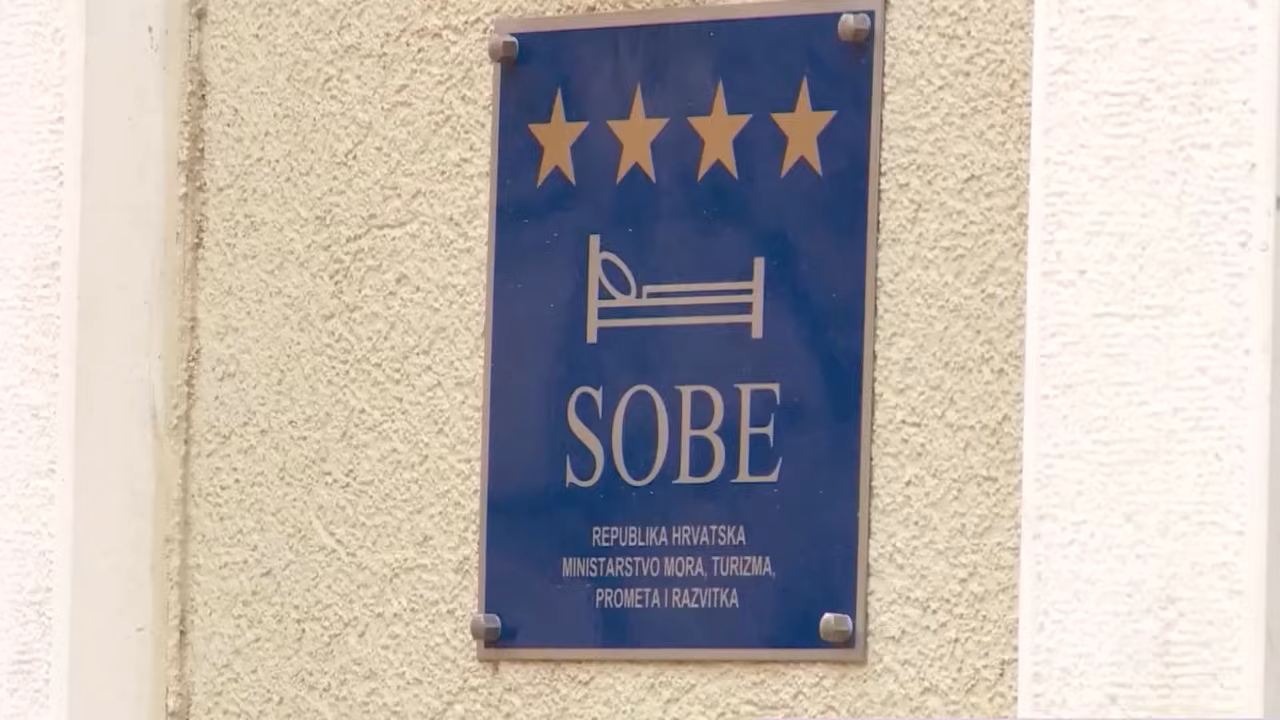 SOBE
REPUBLIKA HRVATSKA
MINISTARSTVO MORA, TURIZMA,
PROMETA I RAZVITKA